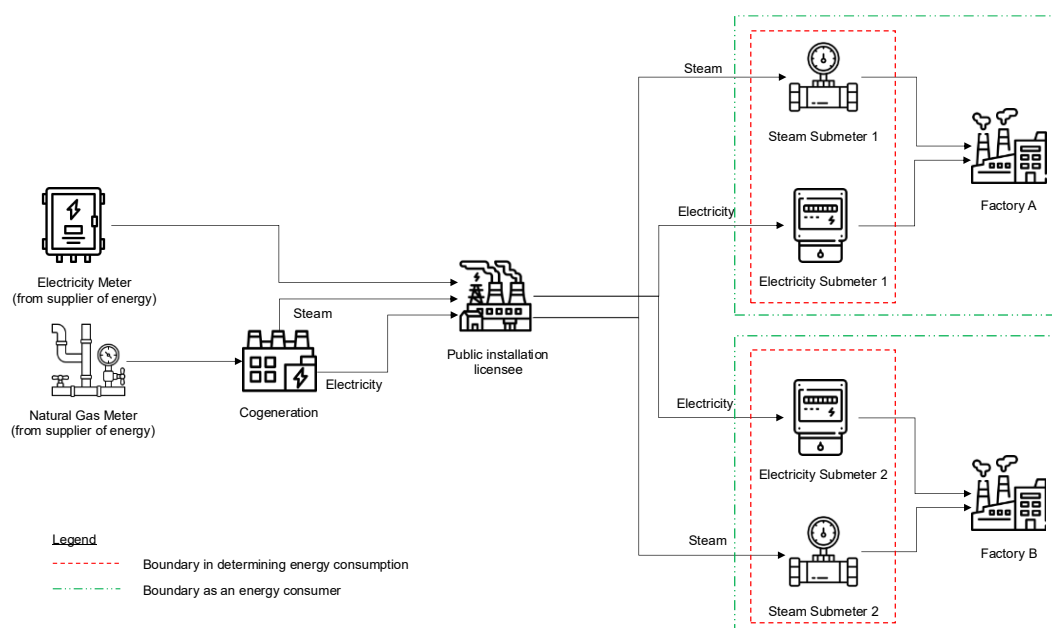 Steam
Steam Submeter 1
Factory A
Electricity
Electricity Submeter 1
Electricity Meter
(from supplier of energy)
Steam
Public installation
licensee
Electricity
Cogeneration
Natural Gas Meter
(from supplier of energy)
Electricity
Electricity Submeter 2
Factory B
Steam
Steam Submeter 2
Legend
Boundary in determining energy consumption
Boundary as an energy consumer